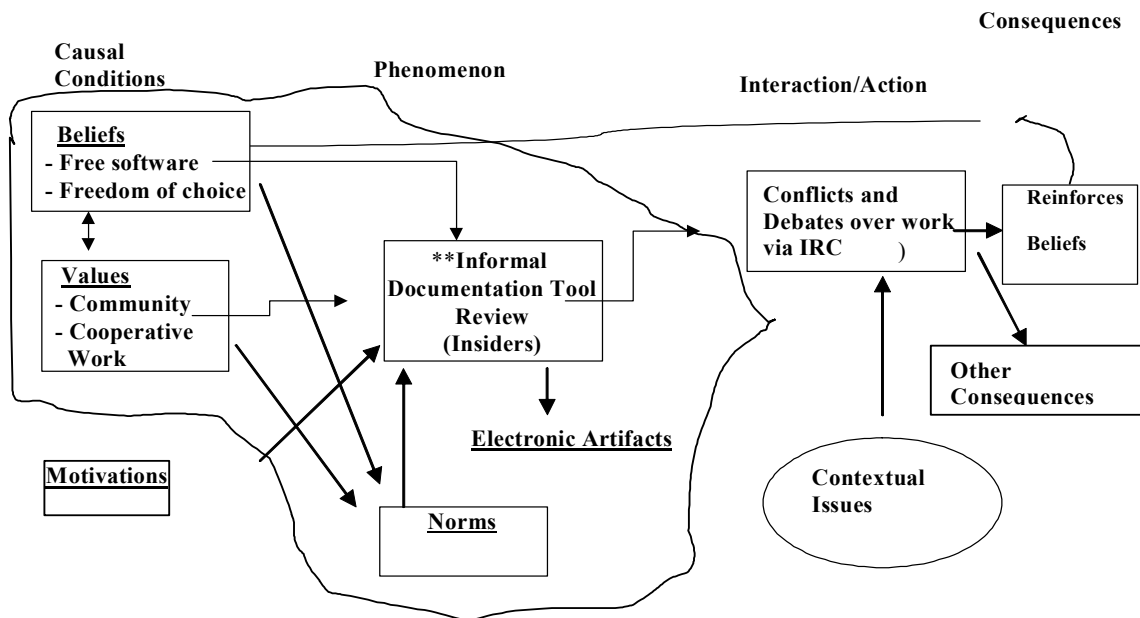 Consequences
Causal
Conditions
Phenomenon
Interaction/Action
Beliefs
- Free software
- Freedom of choice
Values
- Community
- Cooperative
Work
Motivations
**Informal
Documentation Tool
Review
(Insiders)
Electronic Artifacts
Norms
Conflicts and
Debates over work
via IRC )
Reinforces
Beliefs
Other
Consequences
Contextual
Issues